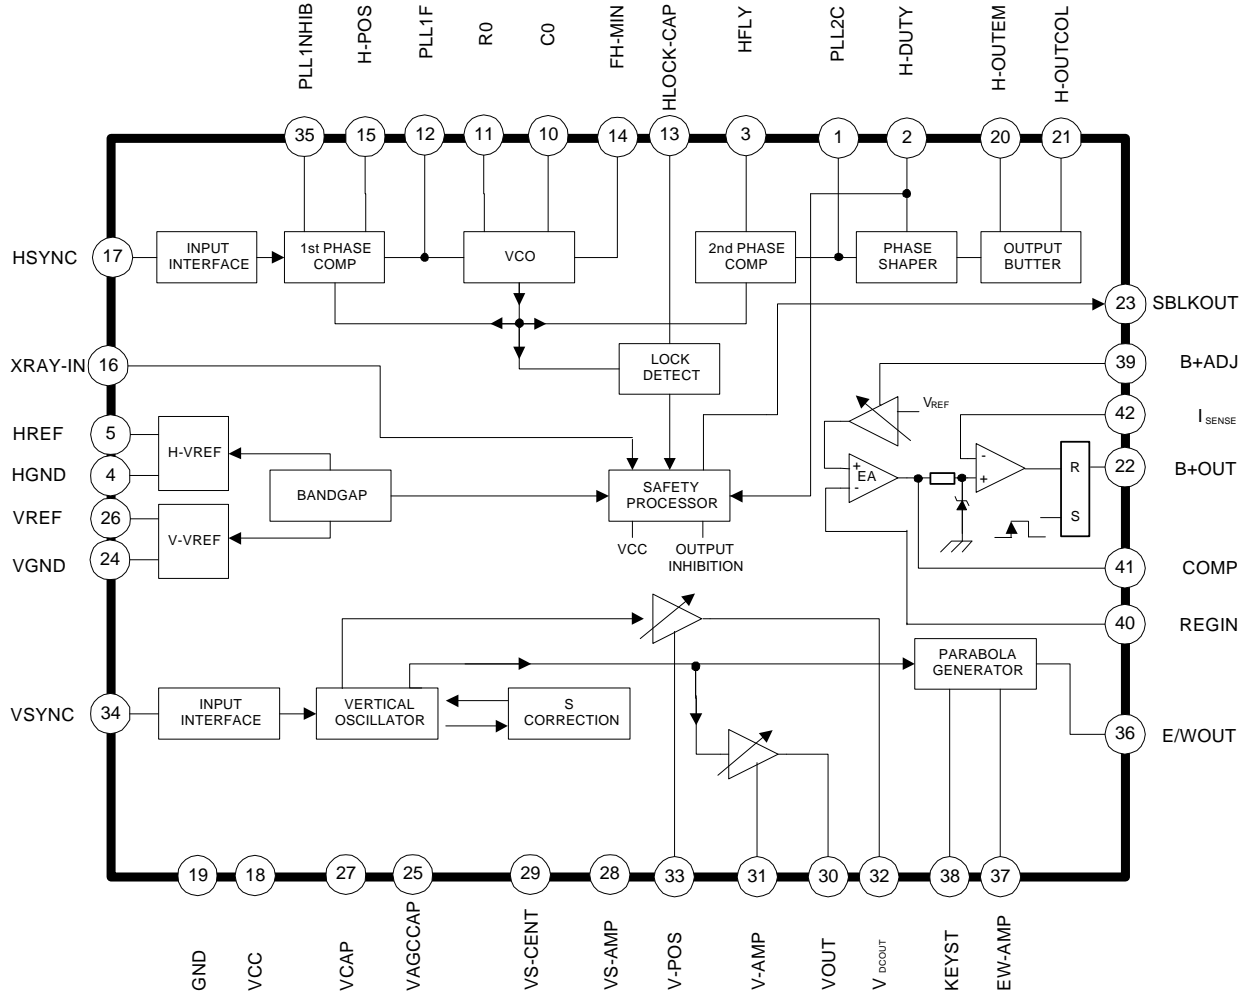 PLL1NHIB
H-POS
PLL1F
R0
C0
FH-MIN
HLOCK-CAP
HFLY
PLL2C
H-DUTY
H-OUTEM
H-OUTCOL
35
15
12
11
10
14
13
3
1
2
20
21
HSYNC
17
INPUT
INTERFACE
1st PHASE
COMP
VCO
2nd PHASE
COMP
PHASE
SHAPER
OUTPUT
BUTTER
23
SBLKOUT
XRAY-IN
16
LOCK
DETECT
39
B+ADJ
VREF
42
ISENSE
HREF
5
H-VREF
HGND
4
BANDGAP
SAFETY
PROCESSOR
+
EA
-
-
+
R
S
22
B+OUT
VREF
26
V-VREF
VGND
24
VCC
OUTPUT
INHIBITION
41
COMP
40
REGIN
PARABOLA
GENERATOR
VSYNC
34
INPUT
INTERFACE
VERTICAL
OSCILLATOR
S
CORRECTION
36
E/WOUT
19
18
27
25
29
28
33
31
30
32
38
37
GND
VCC
VCAP
VAGCCAP
VS-CENT
VS-AMP
V-POS
V-AMP
VOUT
V DCOUT
KEYST
EW-AMP